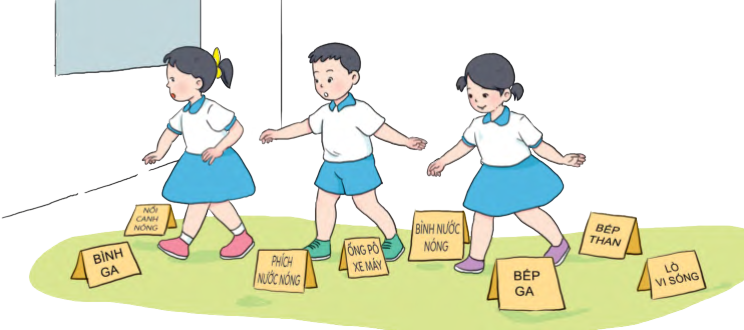 NỒI
CANH
NÓNG
BÌNH
GA
PHÍCH
NƯỚC NÓNG
ỐNG PÔ
XE MÁY
BÌNH NƯỚC
NÓNG
BẾP
GA
BẾP
THAN
LÒ
VI SÓNG